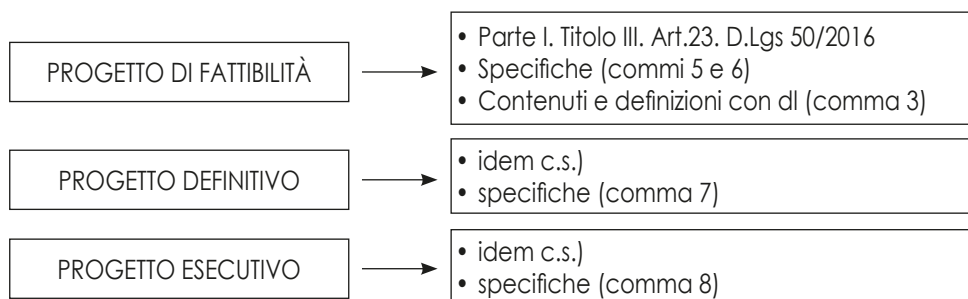 PROGETTO DI FATTIBILITÀ
• Parte I. Titolo III. Art.23. D.Lgs 50/2016
• Specifiche (commi 5 e 6)
• Contenuti e definizioni con dl (comma 3)
PROGETTO DEFINITIVO
• idem c.s.)
• specifiche (comma 7)
PROGETTO ESECUTIVO
• idem c.s.)
• specifiche (comma 8)